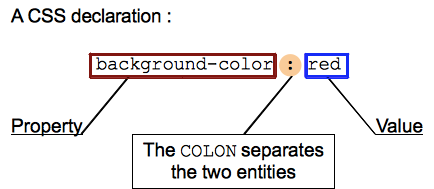 A CSS declaration :
background-color : red
Property
Value
The COLON separates
the two entities